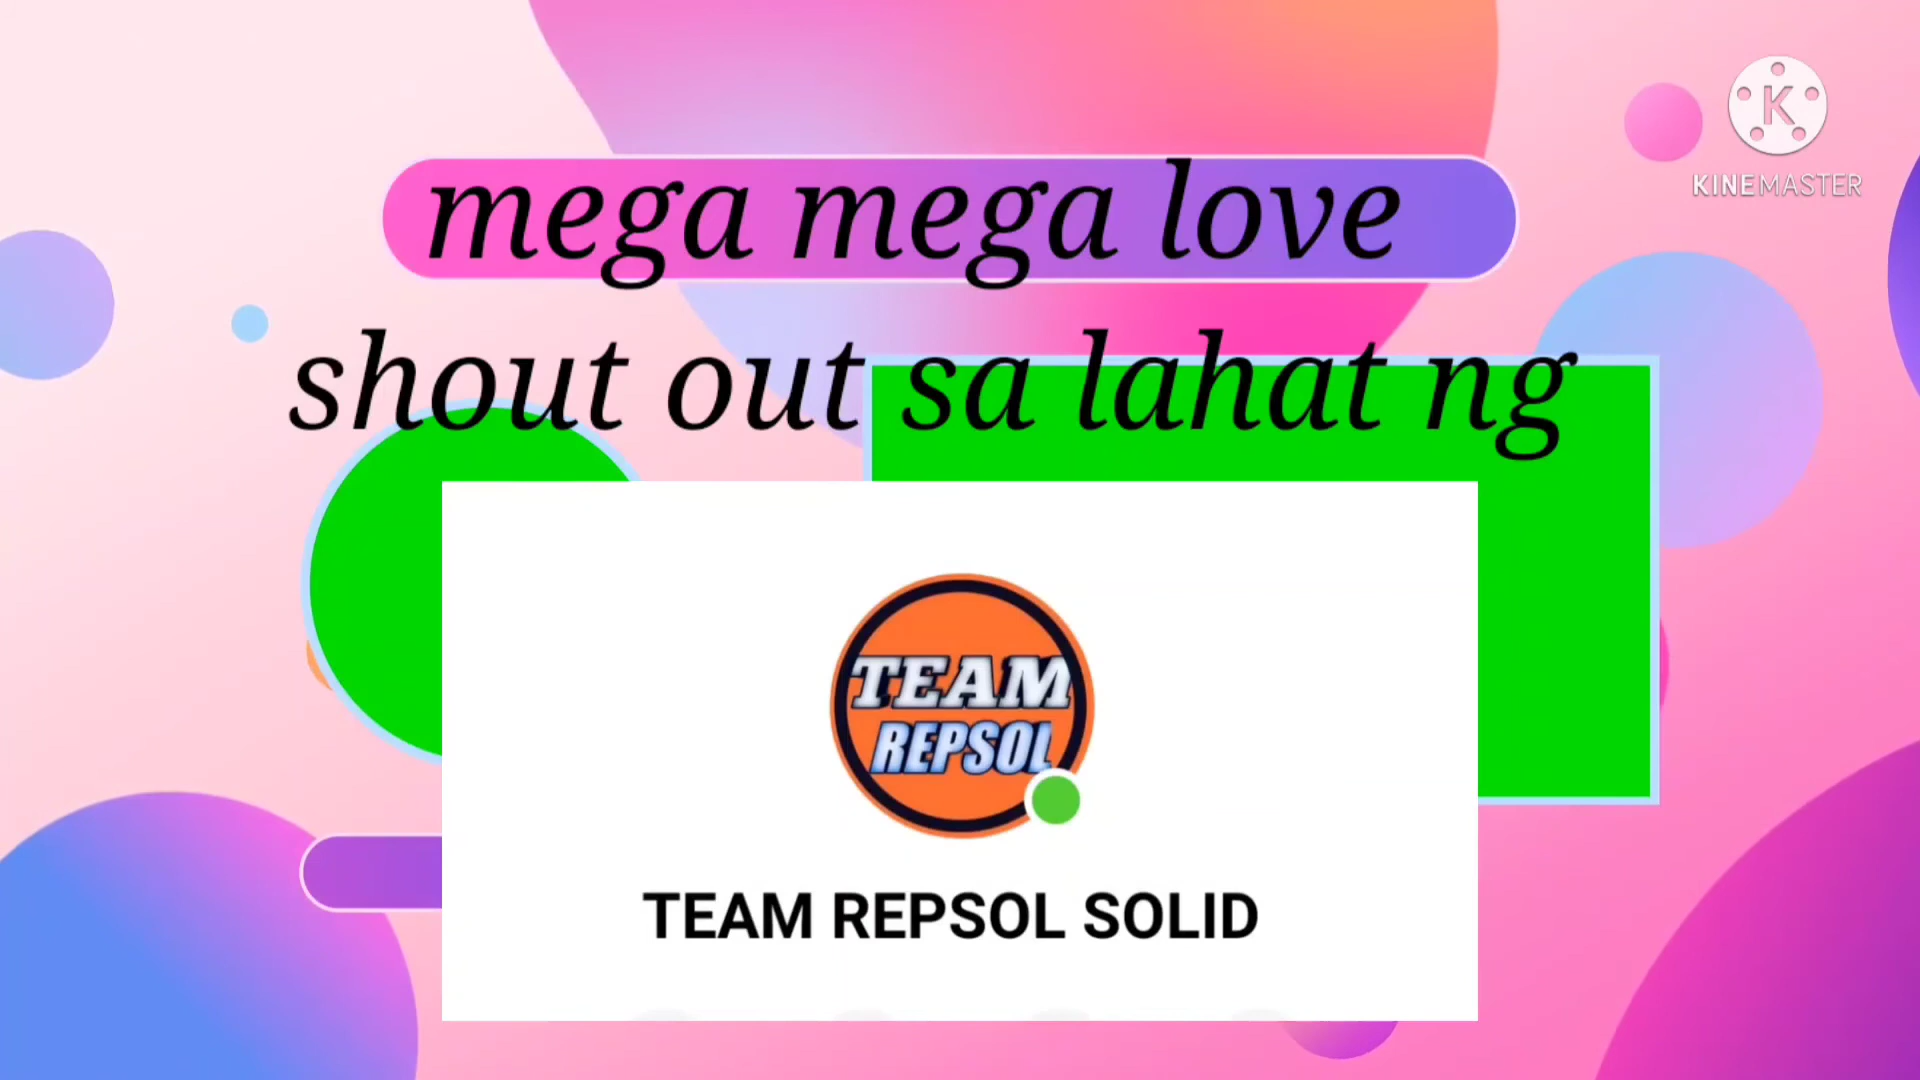 K
KINEMASTER
mega mega love
shout out sa lahat ng
TEAM
REPSOL
TEAM REPSOL SOLID